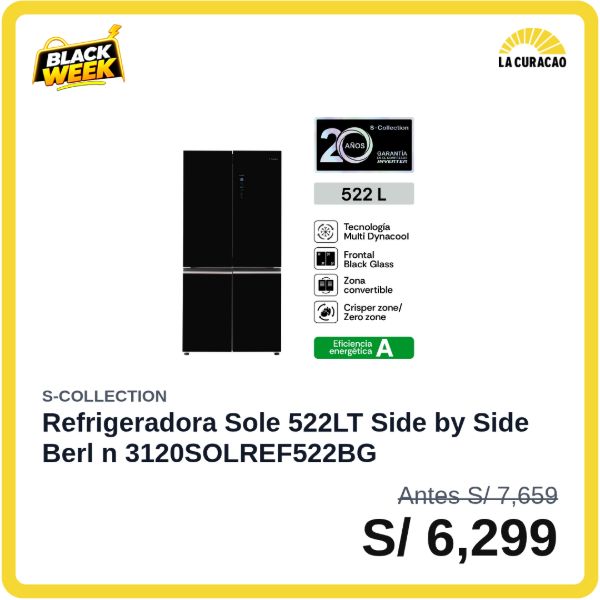 BLACK
WEEK
LA CURACAO
S-Collection
20 AÑOS
GARANTÍA
INVERTER
522 L
Tecnología
Multi Dynacool
Frontal
Black Glass
Zona
convertible
Crisper zone/
Zero zone
Eficiencia
energética A
S-COLLECTION
Refrigeradora Sole 522LT Side by Side
Berl n 3120SOLREF522BG
Antes S/ 7,659
S/ 6,299